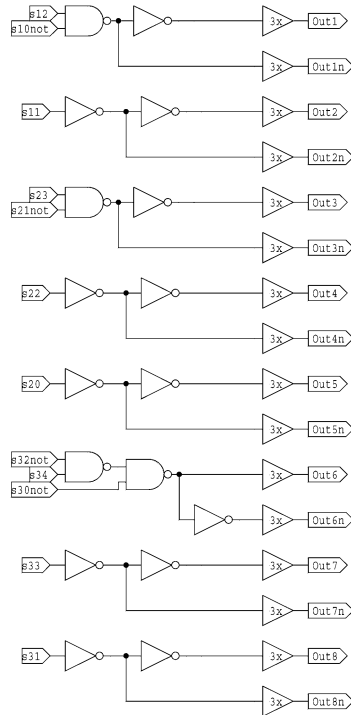 s12
s10not
3x
Out1
3x
Out1n
s11
3x
Out2
3x
Out2n
s23
s21not
3x
Out3
3x
Out3n
s22
3x
Out4
3x
Out4n
s20
3x
Out5
3x
Out5n
s32not
s34
s30not
3x
Out6
3x
Out6n
s33
3x
Out7
3x
Out7n
s31
3x
Out8
3x
Out8n